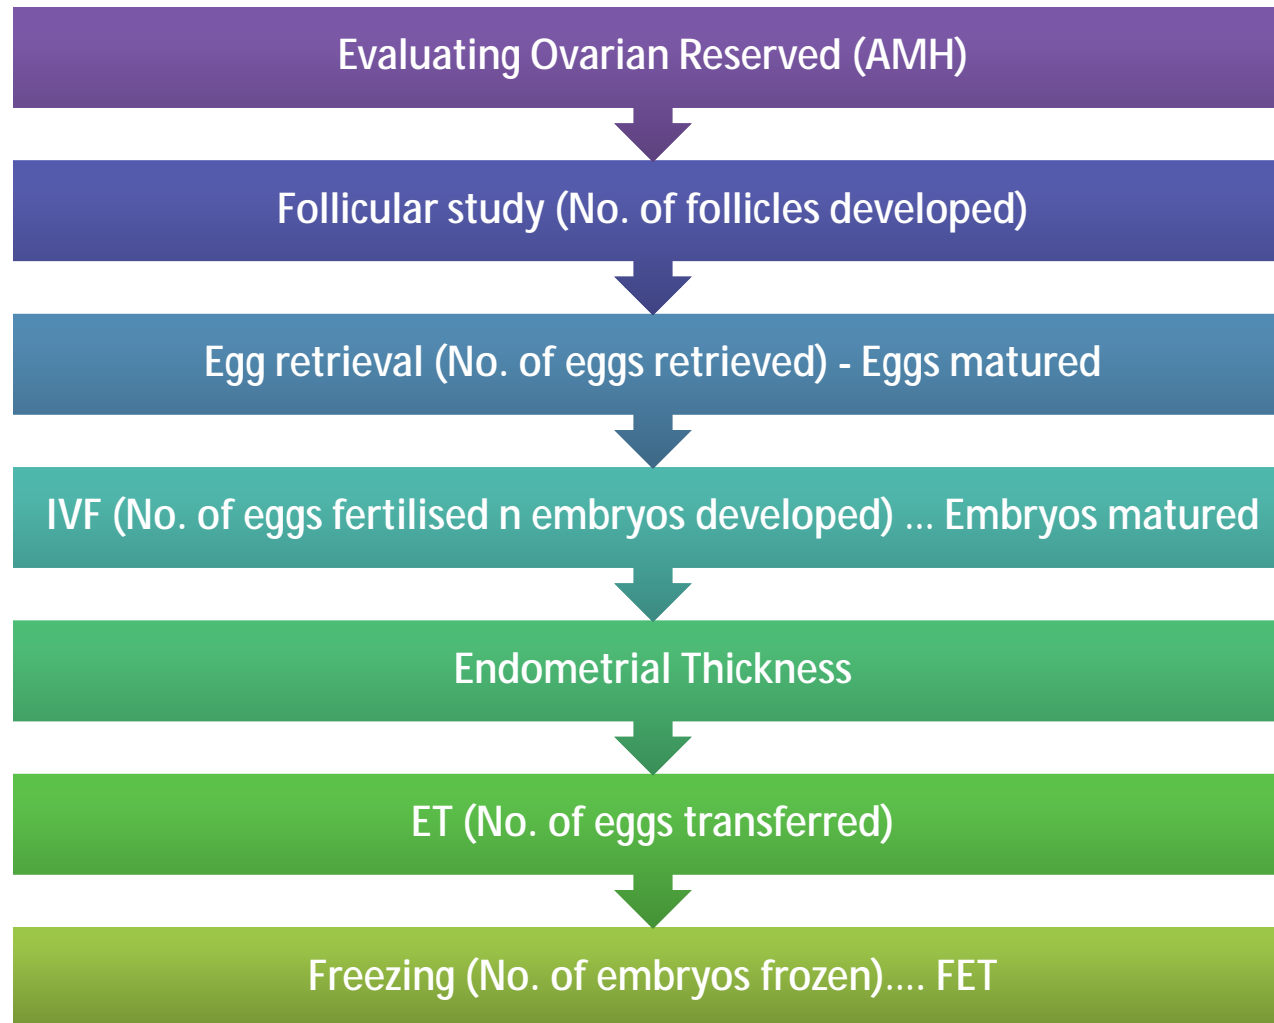 Evaluating Ovarian Reserved (AMH)
Follicular study (No. of follicles developed)
Egg retrieval (No. of eggs retrieved) - Eggs matured
IVF (No. of eggs fertilised n embryos developed) ... Embryos matured
Endometrial Thickness
ET (No. of eggs transferred)
Freezing (No. of embryos frozen).... FET